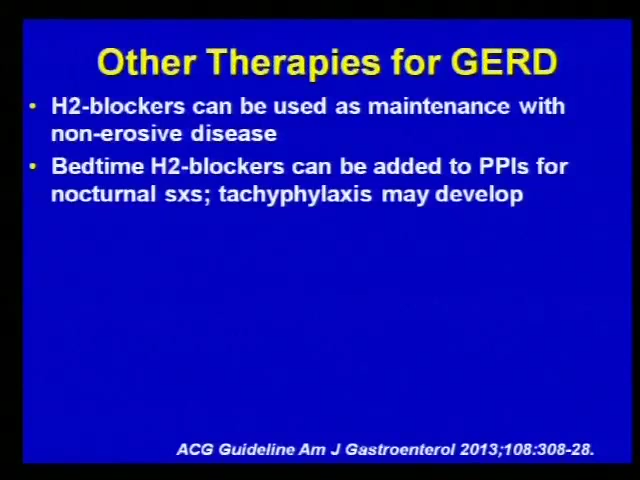 Other Therapies for GERD
• H2-blockers can be used as maintenance with
non-erosive disease
• Bedtime H2-blockers can be added to PPIs for
nocturnal sxs; tachyphylaxis may develop
ACG Guideline Am J Gastroenterol 2013;108:308-28.